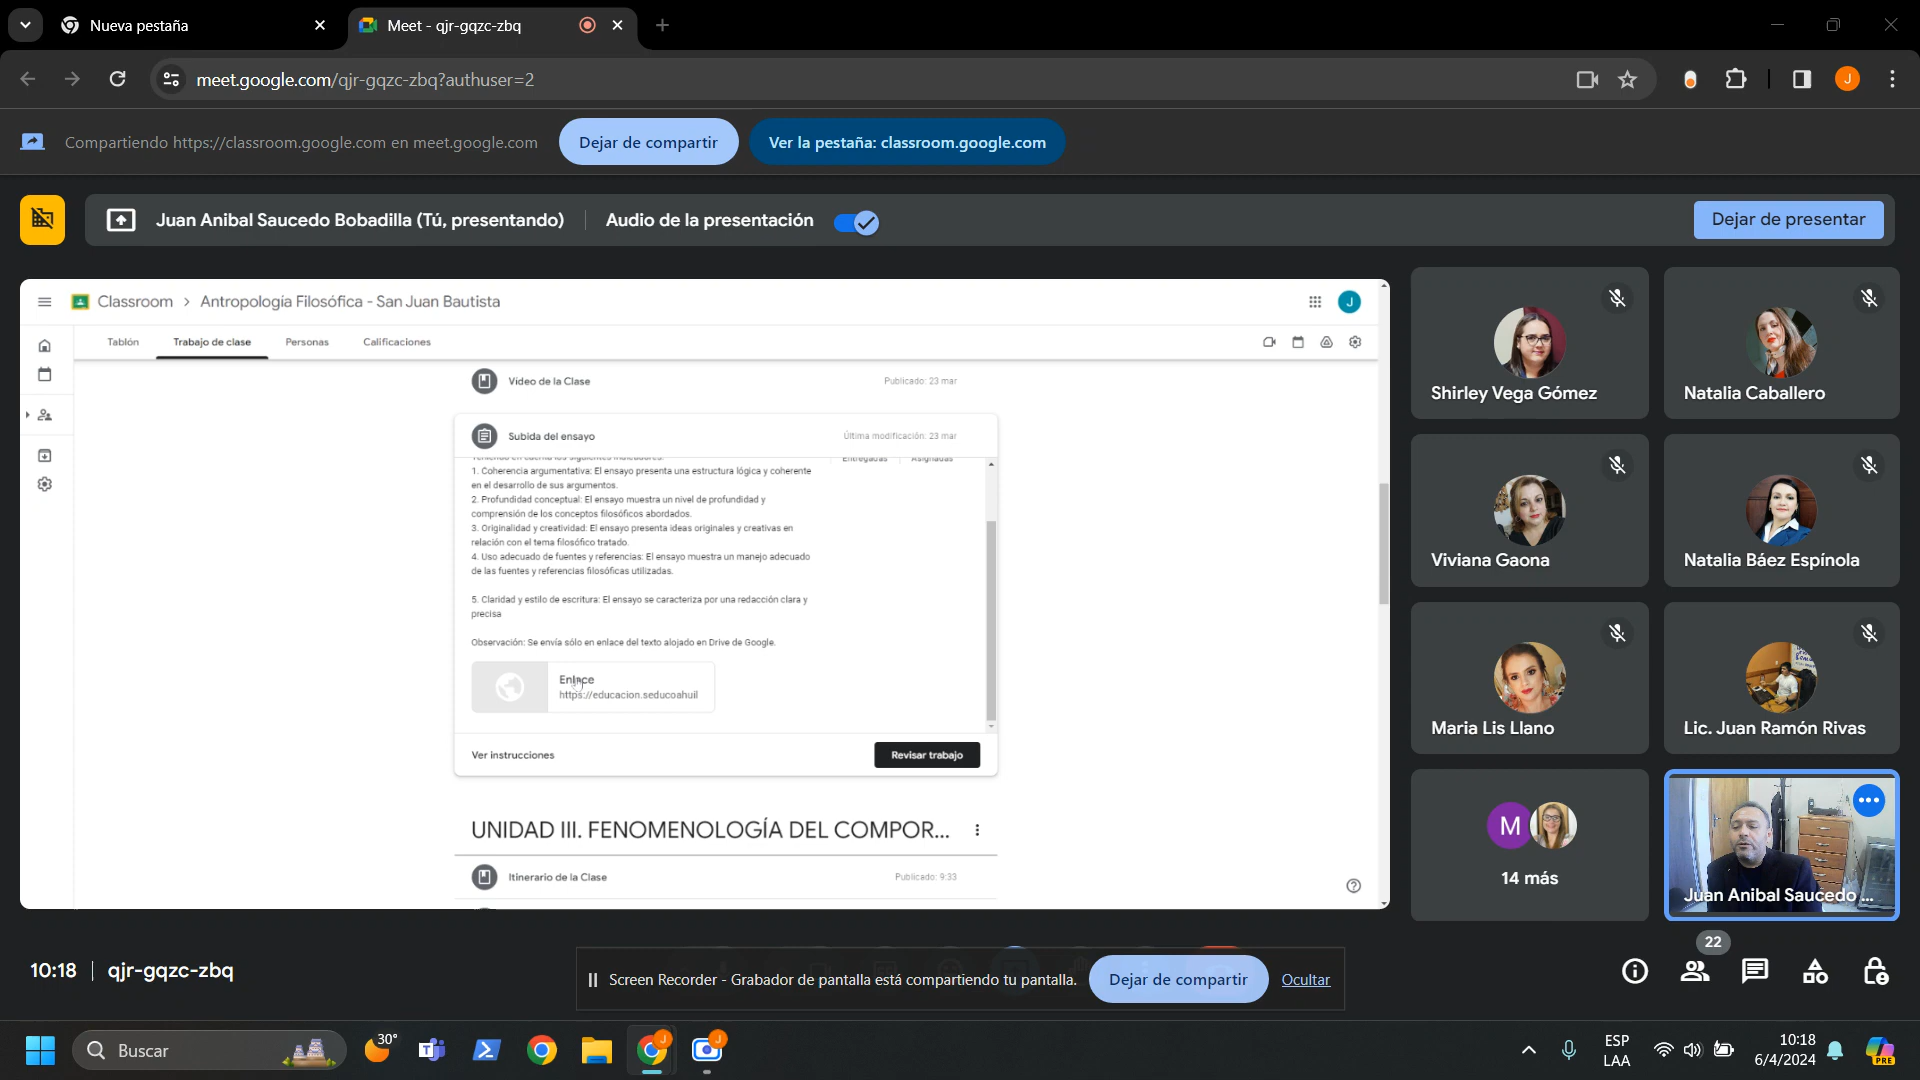 Nueva pestaña
Meet - qjr-gqzc-zbq
meet.google.com/qjr-gqzc-zbq?authuser=2
J
Compartiendo https://classroom.google.com en meet.google.com
Dejar de compartir
Ver la pestaña: classroom.google.com
Juan Anibal Saucedo Bobadilla (Tú, presentando)
Audio de la presentación
Dejar de presentar
Classroom > Antropología Filosófica - San Juan Bautista
J
Tablón
Trabajo de clase
Personas
Calificaciones
Vídeo de la Clase
Publicado: 23 mar
Subida del ensayo
Última modificación: 23 mar
Teniendo en cuenta los siguientes indicadores:
Entregadas
Asignadas
1. Coherencia argumentativa: El ensayo presenta una estructura lógica y coherente
en el desarrollo de sus argumentos.
2. Profundidad conceptual: El ensayo muestra un nivel de profundidad y
comprensión de los conceptos filosóficos abordados.
3. Originalidad y creatividad: El ensayo presenta ideas originales y creativas en
relación con el tema filosófico tratado.
4. Uso adecuado de fuentes y referencias: El ensayo muestra un manejo adecuado
de las fuentes y referencias filosóficas utilizadas.
5. Claridad y estilo de escritura: El ensayo se caracteriza por una redacción clara y
precisa
Observación: Se envía sólo en enlace del texto alojado en Drive de Google.
Enlace
https://educacion.seducoahuil
Ver instrucciones
Revisar trabajo
UNIDAD III. FENOMENOLOGÍA DEL COMPOR...
Itinerario de la Clase
Publicado: 9:33
Shirley Vega Gómez
Natalia Caballero
Viviana Gaona
Natalia Báez Espínola
Maria Lis Llano
Lic. Juan Ramón Rivas
M
14 más
Juan Anibal Saucedo ...
10:18 | qjr-gqzc-zbq
Screen Recorder - Grabador de pantalla está compartiendo tu pantalla.
Dejar de compartir
Ocultar
22
Buscar
30°
J
J
ESP
LAA
10:18
6/4/2024
PRE